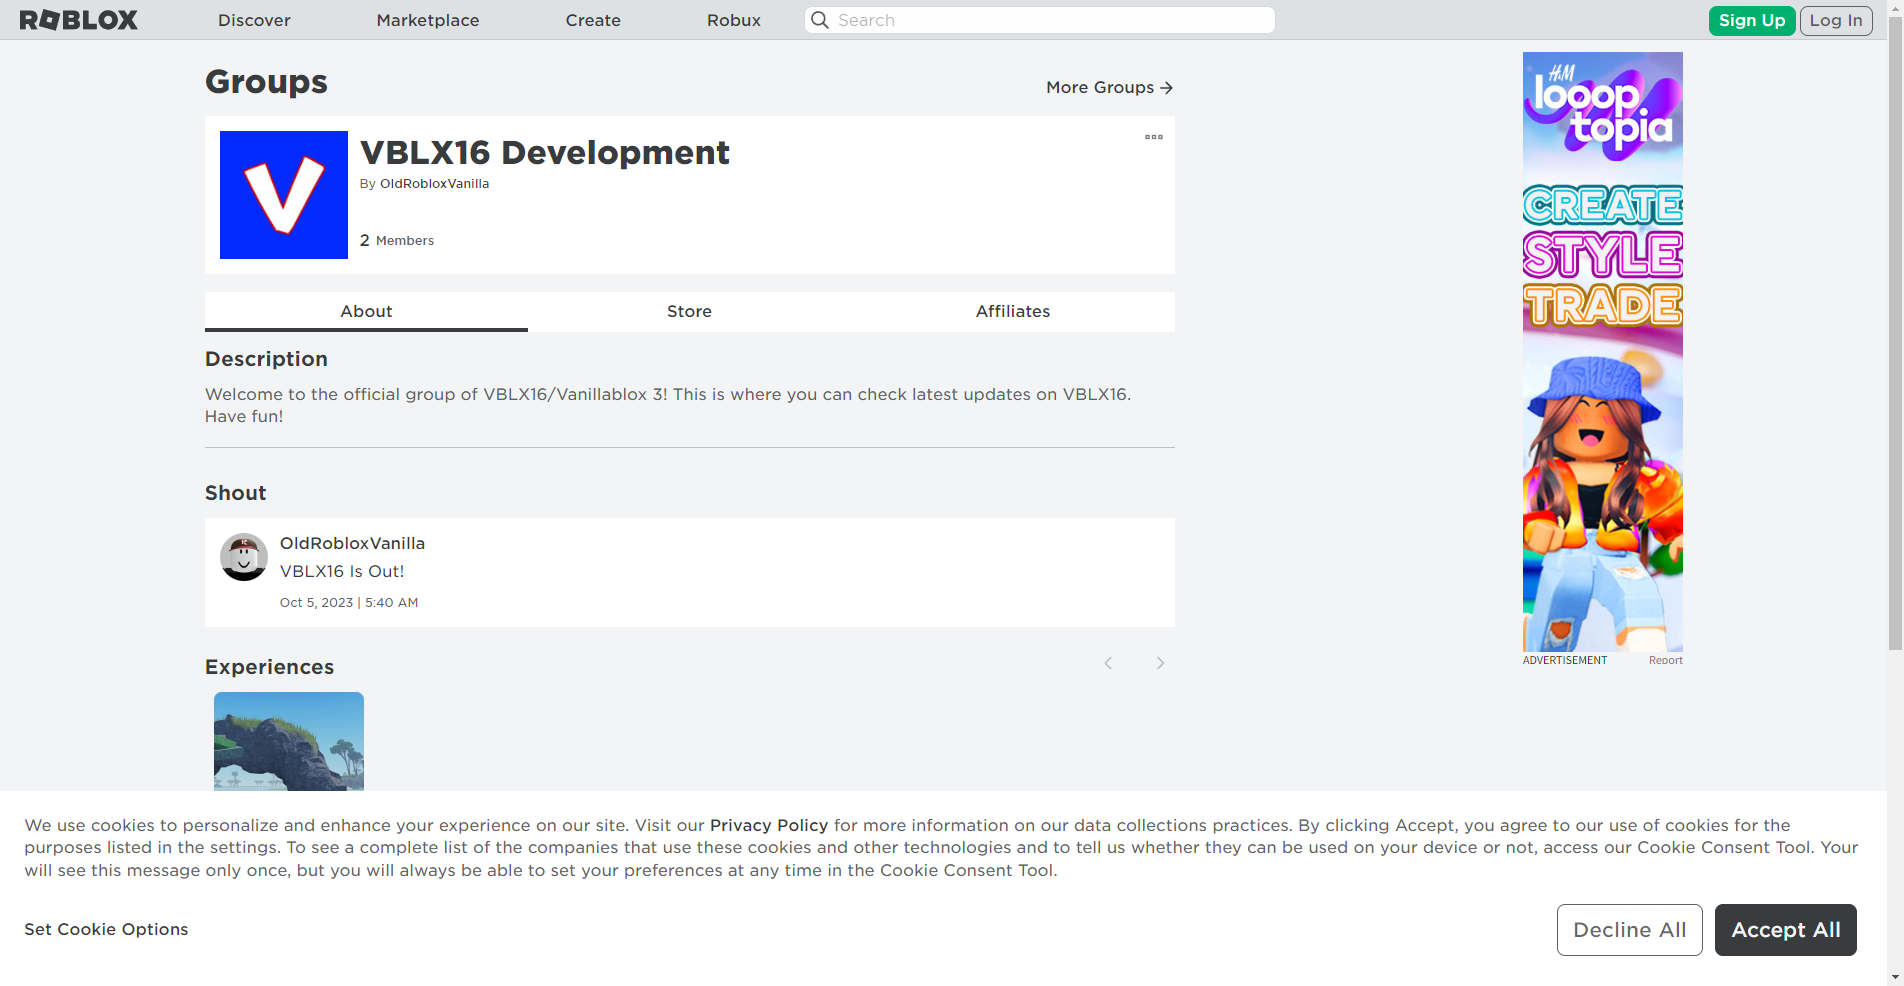 ROBLOX
Discover
Marketplace
Create
Robux
Search
Sign Up
Log In
Groups
More Groups →
V
VBLX16 Development
By OldRobloxVanilla
2 Members
About
Store
Affiliates
Description
Welcome to the official group of VBLX16/Vanillablox 3! This is where you can check latest updates on VBLX16.
Have fun!
Shout
OldRobloxVanilla
VBLX16 Is Out!
Oct 5, 2023 | 5:40 AM
Experiences
H&M
looop
topia
CREATE
STYLE
TRADE
ADVERTISEMENT
Report
We use cookies to personalize and enhance your experience on our site. Visit our Privacy Policy for more information on our data collections practices. By clicking Accept, you agree to our use of cookies for the
purposes listed in the settings. To see a complete list of the companies that use these cookies and other technologies and to tell us whether they can be used on your device or not, access our Cookie Consent Tool. Your
will see this message only once, but you will always be able to set your preferences at any time in the Cookie Consent Tool.
Set Cookie Options
Decline All
Accept All